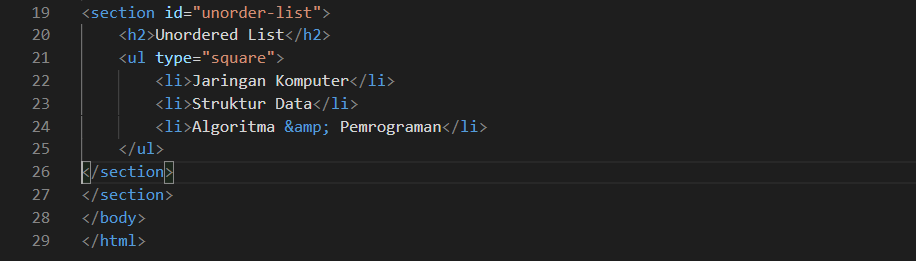 19 <section id="unorder-list">
20     <h2>Unordered List</h2>
21     <ul type="square">
22         <li>Jaringan Komputer</li>
23         <li>Struktur Data</li>
24         <li>Algoritma &amp; Pemrograman</li>
25     </ul>
26 </section>
27 </section>
28 </body>
29 </html>